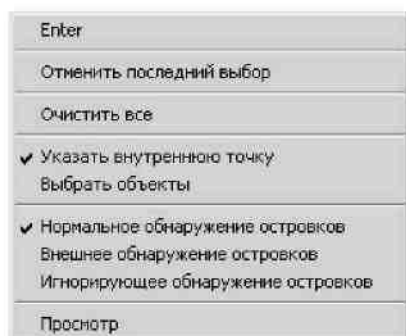 Enter
Отменить последний выбор
Очистить все
Указать внутреннюю точку
Выбрать объекты
Нормальное обнаружение островков
Внешнее обнаружение островков
Игнорирующее обнаружение островков
Просмотр